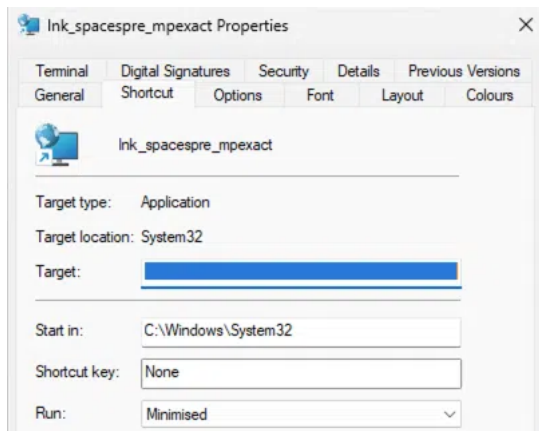 lnk_spacespre_mpexact Properties
Terminal Digital Signatures Security Details Previous Versions
General Shortcut Options Font Layout Colours
lnk_spacespre_mpexact
Target type: Application
Target location: System32
Target:
Start in: C:\Windows\System32
Shortcut key: None
Run: Minimised